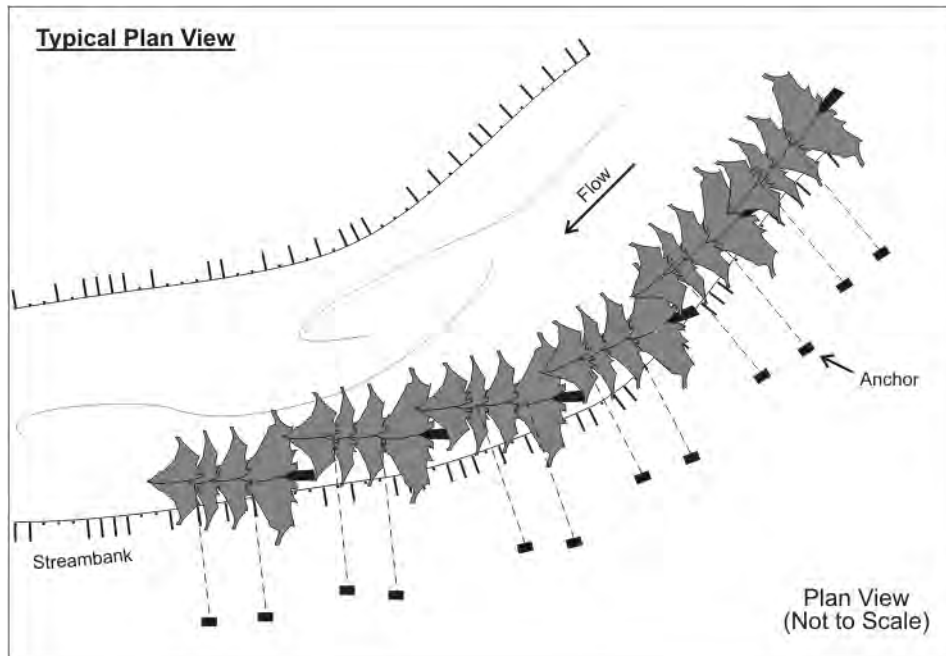 Typical Plan View
Flow
Anchor
Streambank
Plan View
(Not to Scale)